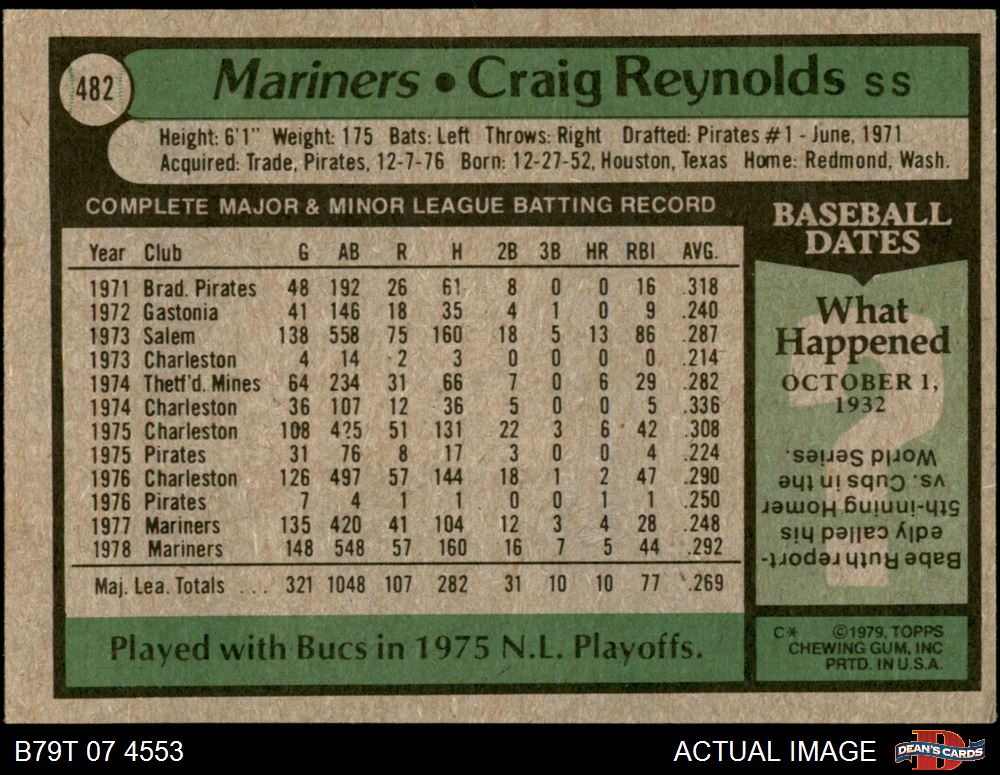 482
Mariners • Craig Reynolds SS
Height: 6'1" Weight: 175 Bats: Left Throws: Right Drafted: Pirates #1 - June, 1971
Acquired: Trade, Pirates, 12-7-76 Born: 12-27-52, Houston, Texas Home: Redmond, Wash.
COMPLETE MAJOR & MINOR LEAGUE BATTING RECORD
Year Club G AB R H 2B 3B HR RBI AVG.
1971 Brad. Pirates 48 192 26 61 8 0 0 16 .318
1972 Gastonia 41 146 18 35 4 1 0 9 .240
1973 Salem 138 558 75 160 18 5 13 86 .287
1973 Charleston 4 14 2 3 0 0 0 0 .214
1974 Thetf'd. Mines 64 234 31 66 7 0 6 29 .282
1974 Charleston 36 107 12 36 5 0 0 5 .336
1975 Charleston 108 425 51 131 22 3 6 42 .308
1975 Pirates 31 76 8 17 3 0 0 4 .224
1976 Charleston 126 497 57 144 18 1 2 47 .290
1976 Pirates 7 4 1 1 0 0 1 1 .250
1977 Mariners 135 420 41 104 12 3 4 28 .248
1978 Mariners 148 548 57 160 16 7 5 44 .292
Maj. Lea. Totals ... 321 1048 107 282 31 10 10 77 .269
Played with Bucs in 1975 N.L. Playoffs.
BASEBALL
DATES
What
Happened
OCTOBER 1,
1932
?
Babe Ruth report-
edly called his
5th-inning Homer
vs. Cubs in the
World Series.
C* ©1979, TOPPS
CHEWING GUM, INC
PRTD. IN U.S.A.
B79T 07 4553
ACTUAL IMAGE
D
DEAN'S CARDS